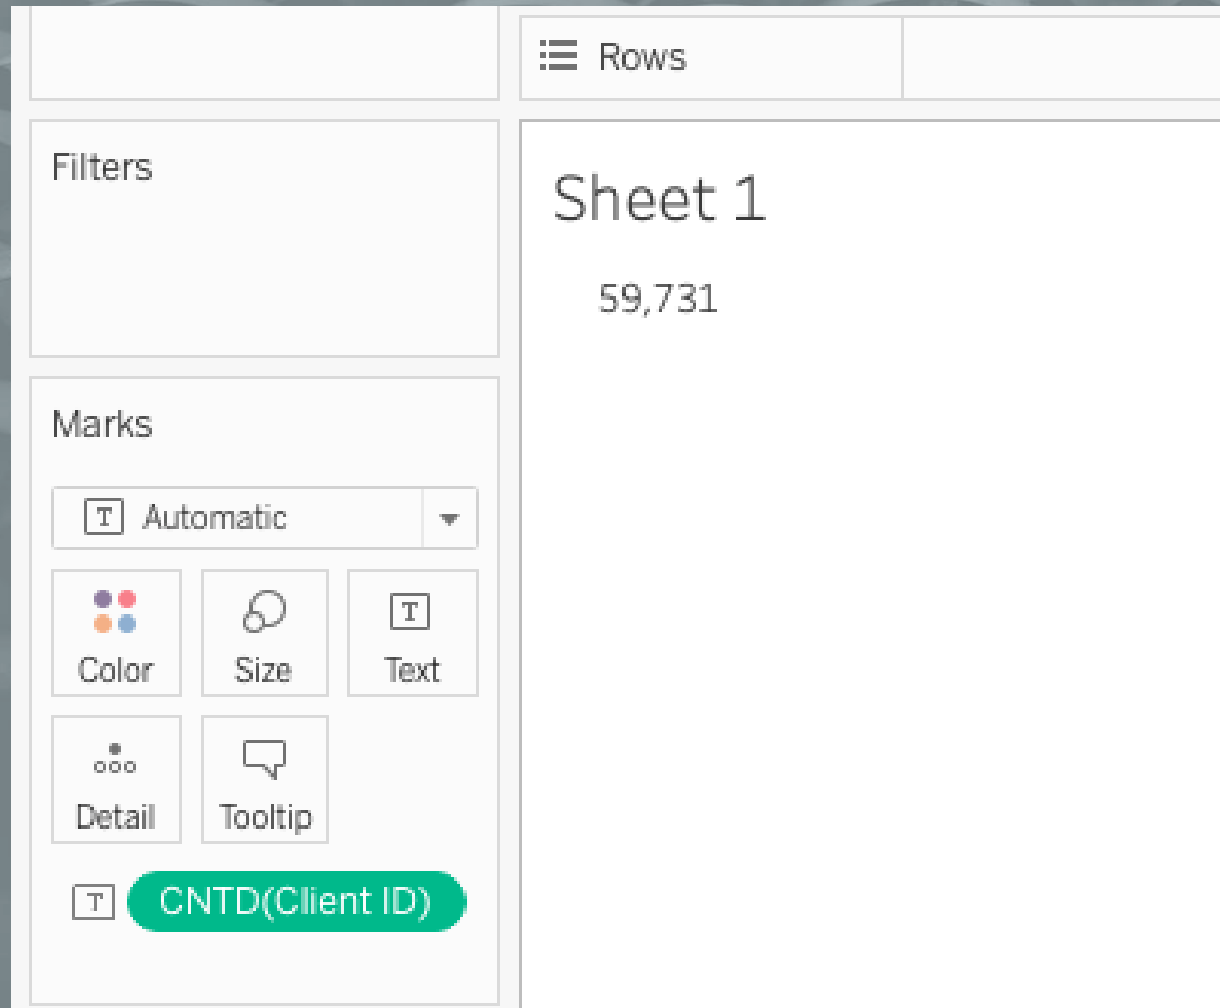 Rows
Filters
Sheet 1
59,731
Marks
T Automatic
Color Size T Text
Detail Tooltip
T CNTD(Client ID)